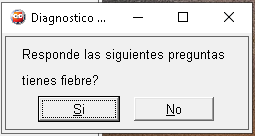 Diagnostico ...
Responde las siguientes preguntas
tienes fiebre?
Si No